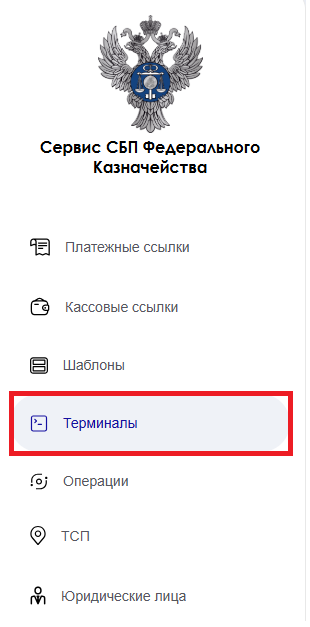 Сервис СБП Федерального
Казначейства
Платежные ссылки
Кассовые ссылки
Шаблоны
Терминалы
Операции
ТСП
Юридические лица